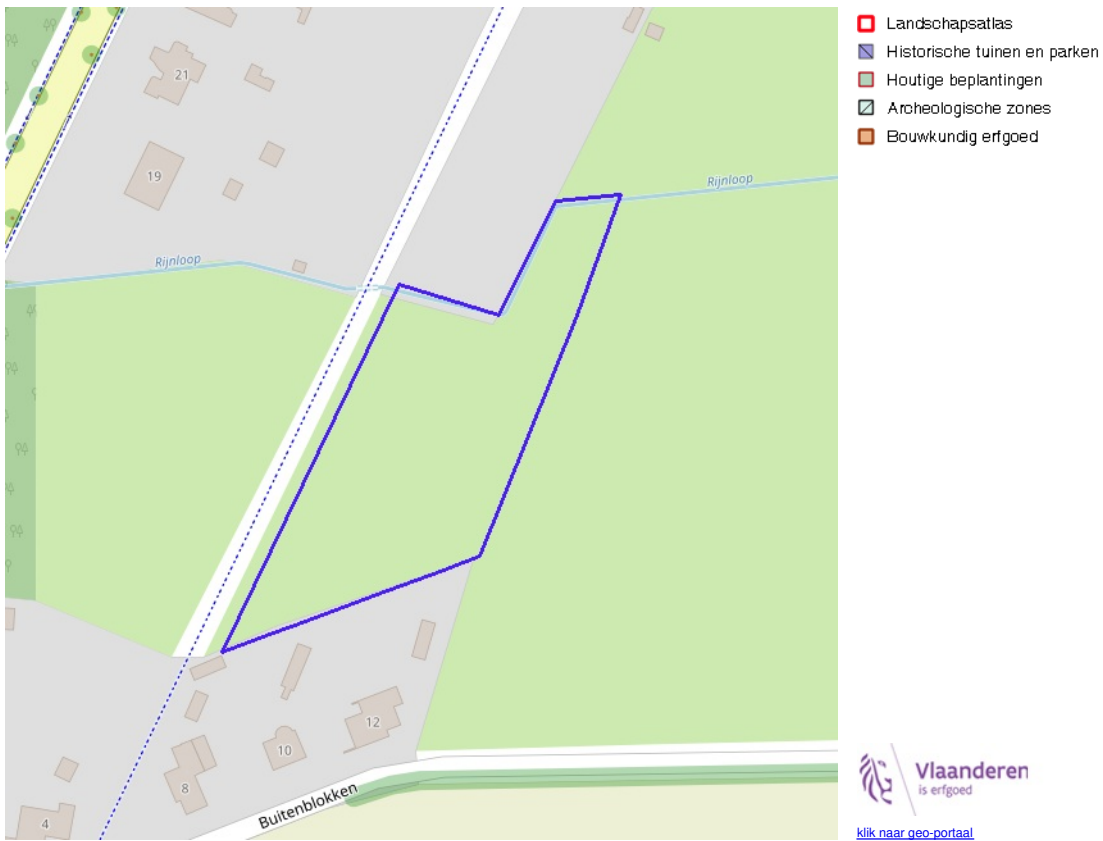 Landschapsatlas
Historische tuinen en parken
Houtige beplantingen
Archeologische zones
Bouwkundig erfgoed
21
19
Rijnloop
Rijnloop
12
10
8
4
Buitenblokken
Vlaanderen
is erfgoed
klik naar geo-portaal